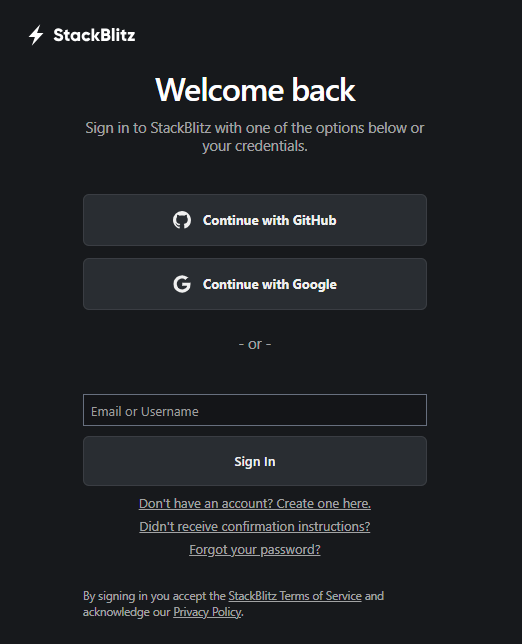 StackBlitz
Welcome back
Sign in to StackBlitz with one of the options below or
your credentials.
Continue with GitHub
Continue with Google
- or -
Email or Username
Sign In
Don't have an account? Create one here.
Didn't receive confirmation instructions?
Forgot your password?
By signing in you accept the StackBlitz Terms of Service and
acknowledge our Privacy Policy.